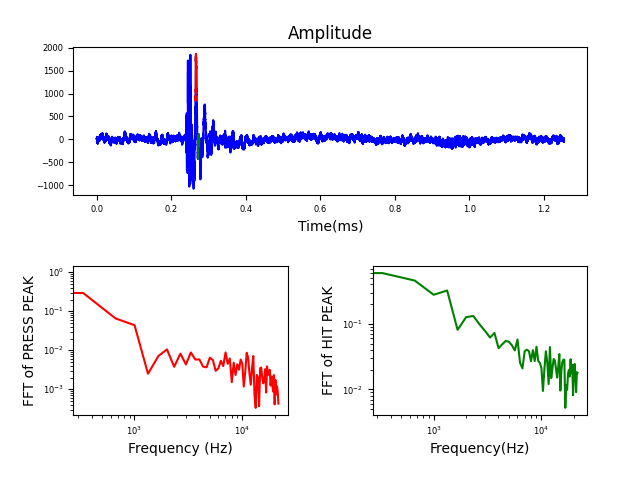 Amplitude
2000
1500
1000
500
0
−500
−1000
0.0 0.2 0.4 0.6 0.8 1.0 1.2
Time(ms)
FFT of PRESS PEAK
10⁰
10⁻¹
10⁻²
10⁻³
10³ 10⁴
Frequency (Hz)
FFT of HIT PEAK
10⁻¹
10⁻²
10³ 10⁴
Frequency(Hz)